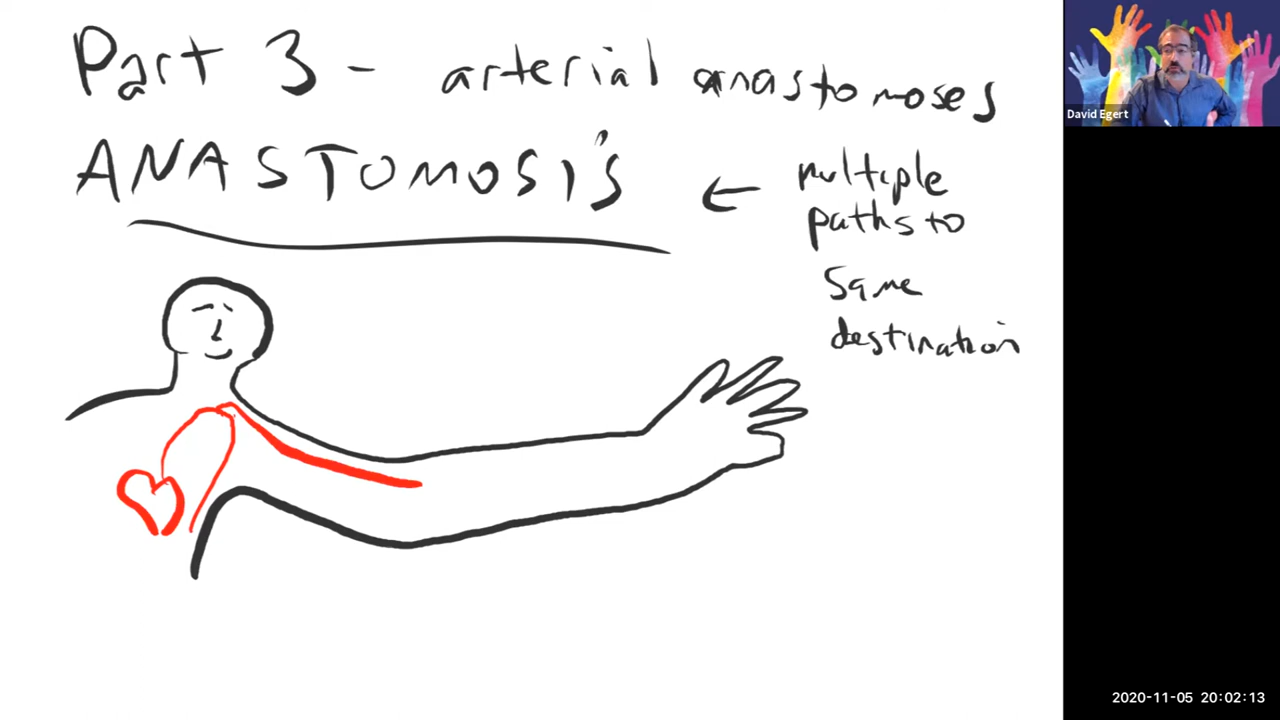 Part 3 - arterial anastomoses
ANASTOMOSIS
← multiple
paths to
same
destination
David Egert
2020-11-05 20:02:13